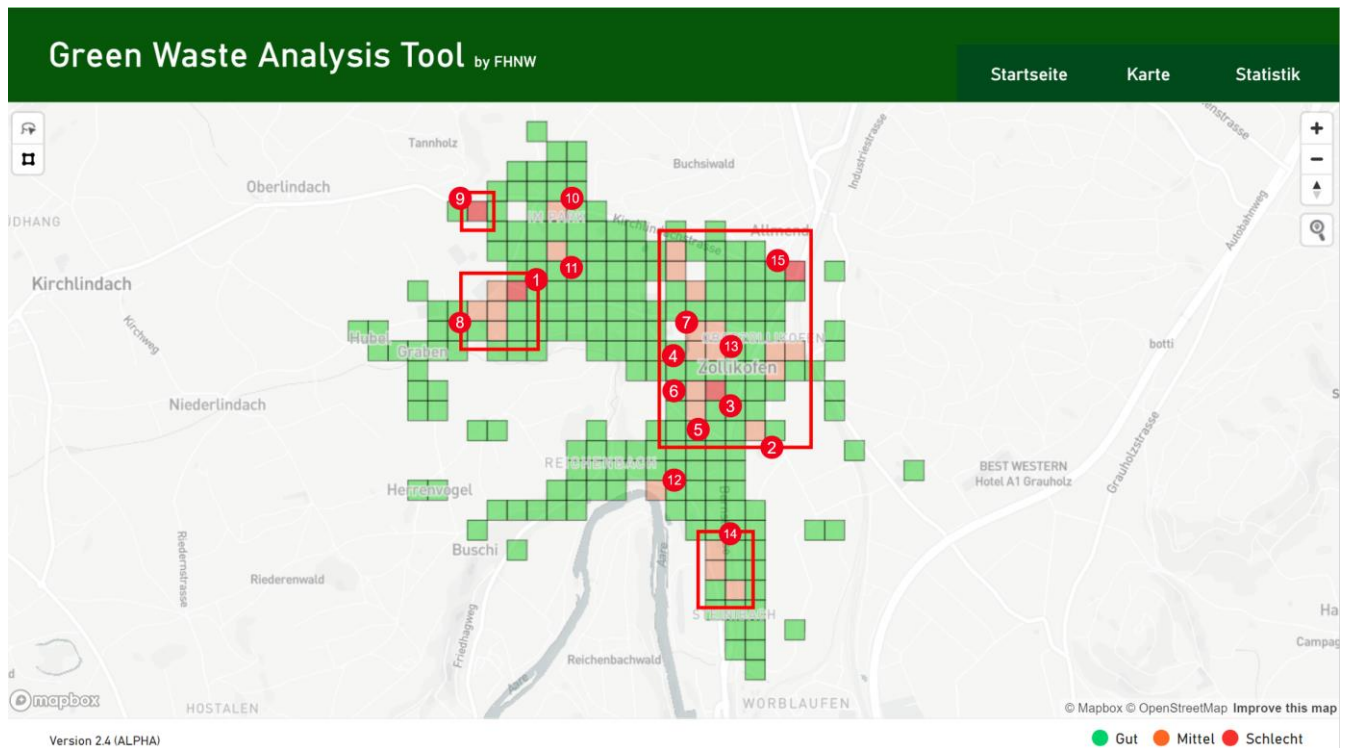 Green Waste Analysis Tool by FHNW
Startseite Karte Statistik
Tannholz
Buchsiwald
Industriestrasse
Oberlindach
9
10
Kirchlindachstrasse
Allmend
Autobahnweg
15
11
Kirchlindach
1
Kirchweg
8
7
Hubel
Graben
13
botti
4
Zollikofen
6
Niederlindach
3
5
2
REICHENBACH
BEST WESTERN
Hotel A1 Grauholz
Grauholzstrasse
12
Herrenvögel
14
Buschi
Aare
Riedernstrasse
Riederenwald
Friedhagweg
Reichenbachwald
Aare
Campag
mapbox
HOSTALEN
WORBLAUFEN
© Mapbox © OpenStreetMap Improve this map
Version 2.4 (ALPHA)
Gut Mittel Schlecht